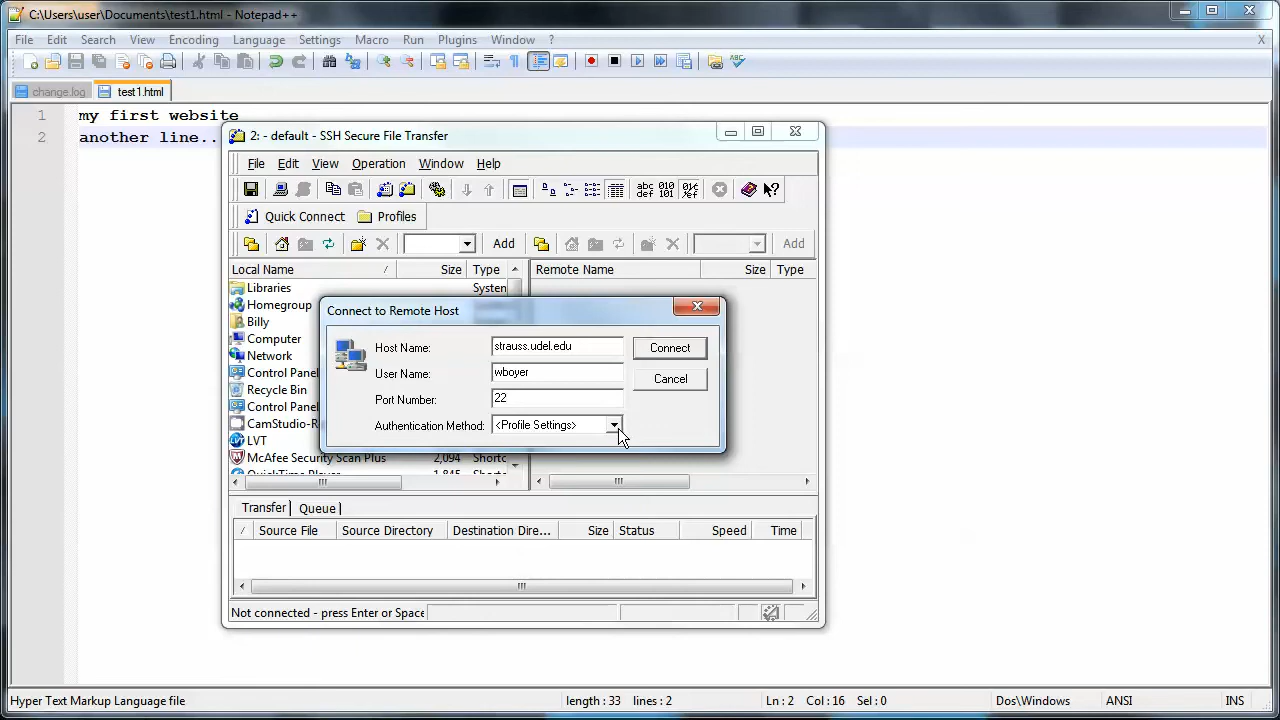 C:\Users\user\Documents\test1.html - Notepad++
File Edit Search View Encoding Language Settings Macro Run Plugins Window ? X
change.log test1.html
1 my first website
2 another line..
2: - default - SSH Secure File Transfer
File Edit View Operation Window Help
Quick Connect Profiles
Add Add
Local Name / Size Type Remote Name Size Type
Libraries System
Homegroup
Billy
Computer
Network
Control Panel
Recycle Bin
Control Panel
CamStudio-R
LVT
McAfee Security Scan Plus 2,094 Shortc
QuickTime Player 1,845 Shortc
Connect to Remote Host
Host Name: strauss.udel.edu Connect
User Name: wboyer Cancel
Port Number: 22
Authentication Method: <Profile Settings>
Transfer Queue
/ Source File Source Directory Destination Dire... Size Status Speed Time
Not connected - press Enter or Space
Hyper Text Markup Language file length : 33 lines : 2 Ln : 2 Col : 16 Sel : 0 Dos\Windows ANSI INS